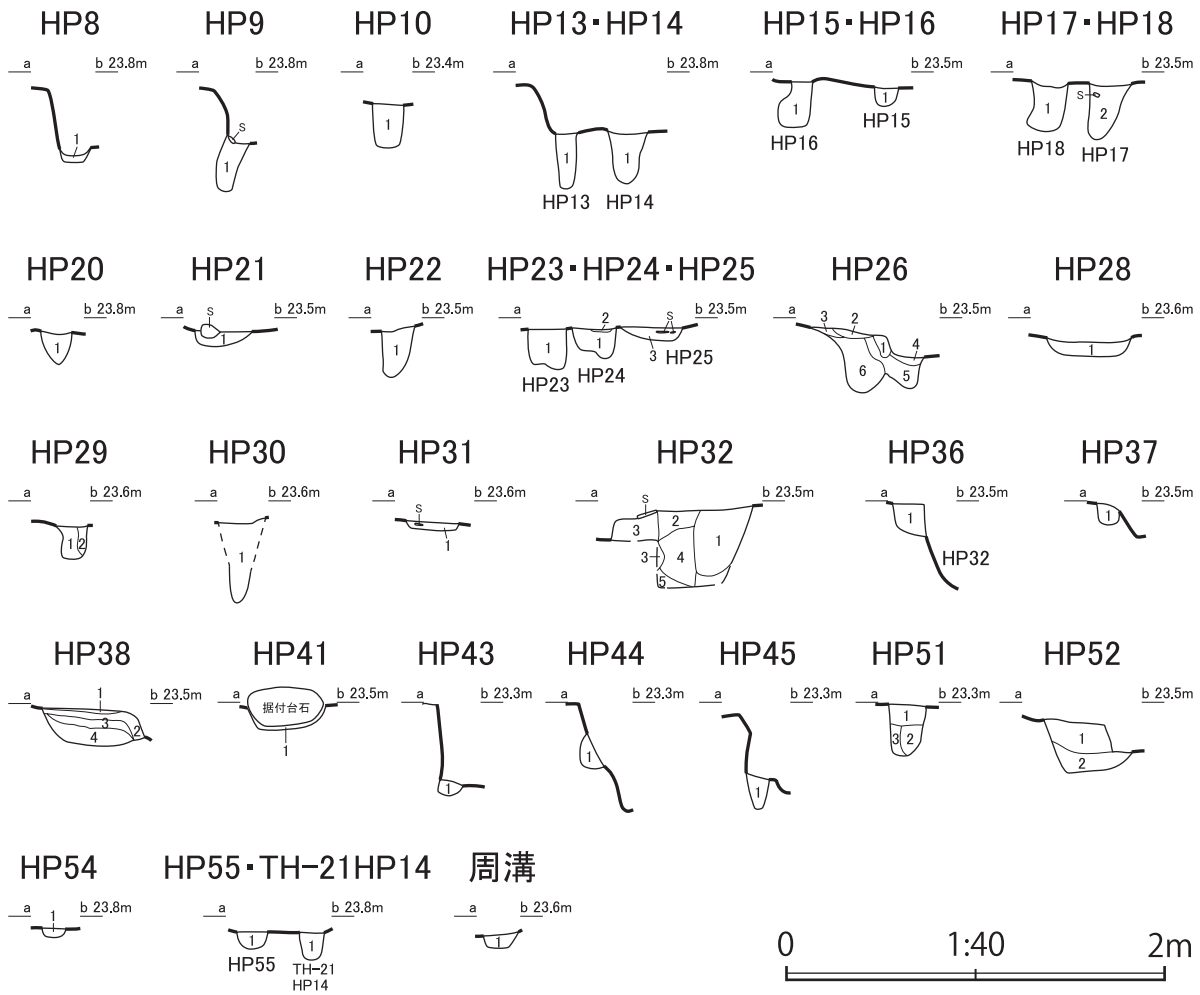 HP8 HP9 HP10 HP13・HP14 HP15・HP16 HP17・HP18
a b 23.8m a b 23.8m a b 23.4m a b 23.8m a b 23.5m a b 23.5m
1 S 1 1 1 1 1 1 1 S 2
HP13 HP14 HP16 HP15 HP18 HP17
HP20 HP21 HP22 HP23・HP24・HP25 HP26 HP28
a b 23.8m a b 23.5m a b 23.5m a b 23.5m a b 23.5m a b 23.6m
1 S 1 1 1 2 1 S 3 3 2 1 4 6 5 1
HP23 HP24 HP25
HP29 HP30 HP31 HP32 HP36 HP37
a b 23.6m a b 23.6m a b 23.6m a b 23.5m a b 23.5m a b 23.5m
1 2 1 S 1 S 3 2 1 3 4 5 1 1
HP32
HP38 HP41 HP43 HP44 HP45 HP51 HP52
a b 23.5m a b 23.5m a b 23.3m a b 23.3m a b 23.3m a b 23.3m a b 23.5m
1 3 2 4 据付台石 1 1 1 1 1 3 2 1 2
HP54 HP55・TH-21HP14 周溝
a b 23.8m a b 23.8m a b 23.6m
1 1 1 1
HP55 TH-21
HP14
0 1:40 2m